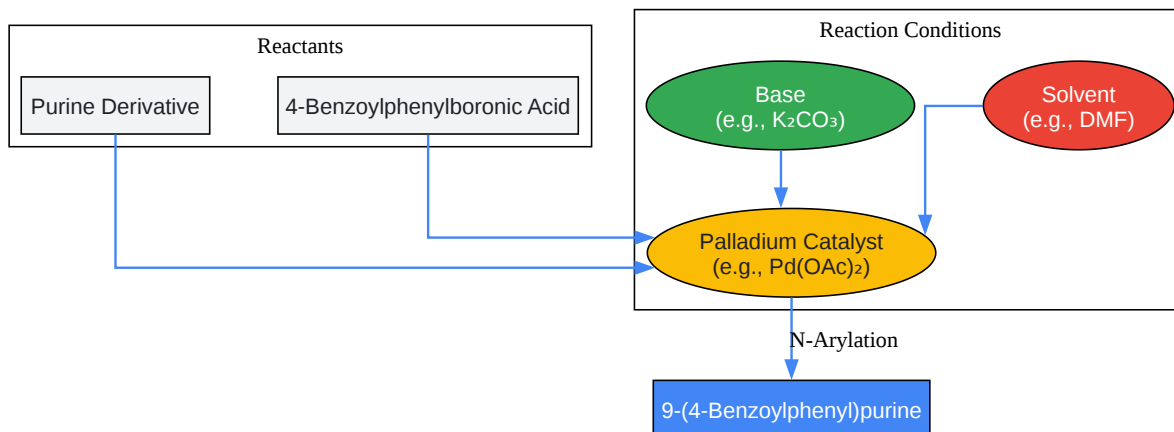 Reactants
Purine Derivative
4-Benzoylphenylboronic Acid
Reaction Conditions
Base
(e.g., K₂CO₃)
Solvent
(e.g., DMF)
Palladium Catalyst
(e.g., Pd(OAc)₂)
N-Arylation
9-(4-Benzoylphenyl)purine